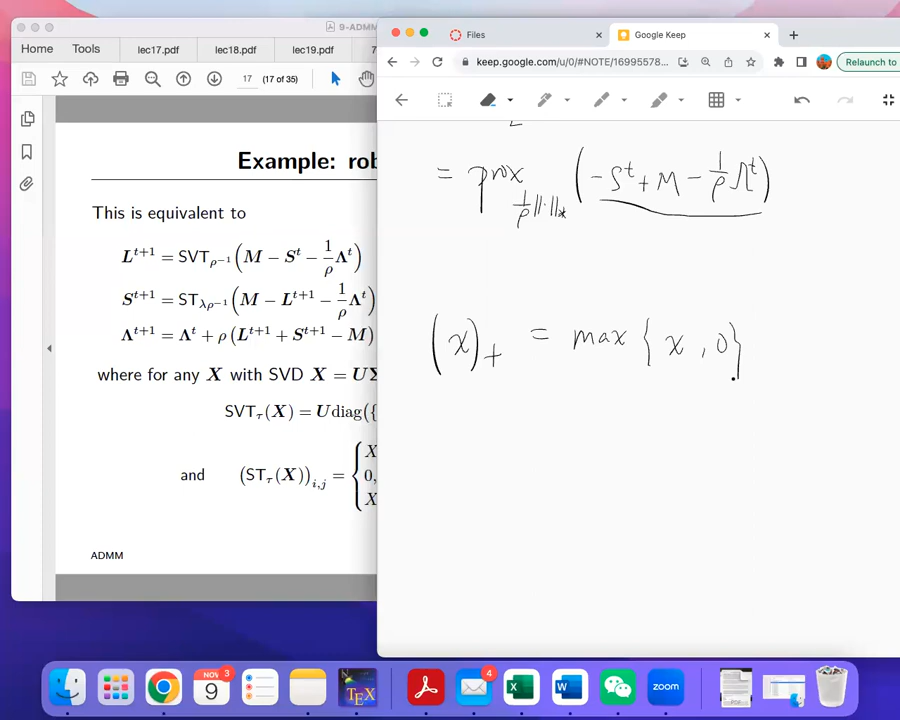 9-ADMM
Home Tools lec17.pdf lec18.pdf lec19.pdf 7
17 (17 of 35)
Example: rob
This is equivalent to
L^{t+1} = SVT_{ρ^{-1}}(M − S^t − 1/ρ Λ^t)
S^{t+1} = ST_{λρ^{-1}}(M − L^{t+1} − 1/ρ Λ^t)
Λ^{t+1} = Λ^t + ρ(L^{t+1} + S^{t+1} − M)
where for any X with SVD X = UΣ
SVT_τ(X) = Udiag({
and (ST_τ(X))_{i,j} = { X
0,
X
ADMM
Files Google Keep
keep.google.com/u/0/#NOTE/16995578... Relaunch to
= prox_{1/ρ ||·||_*} (−S^t + M − 1/ρ Λ^t)
(x)_+ = max {x, 0}
NOV 3
9
TEX
4
zoom